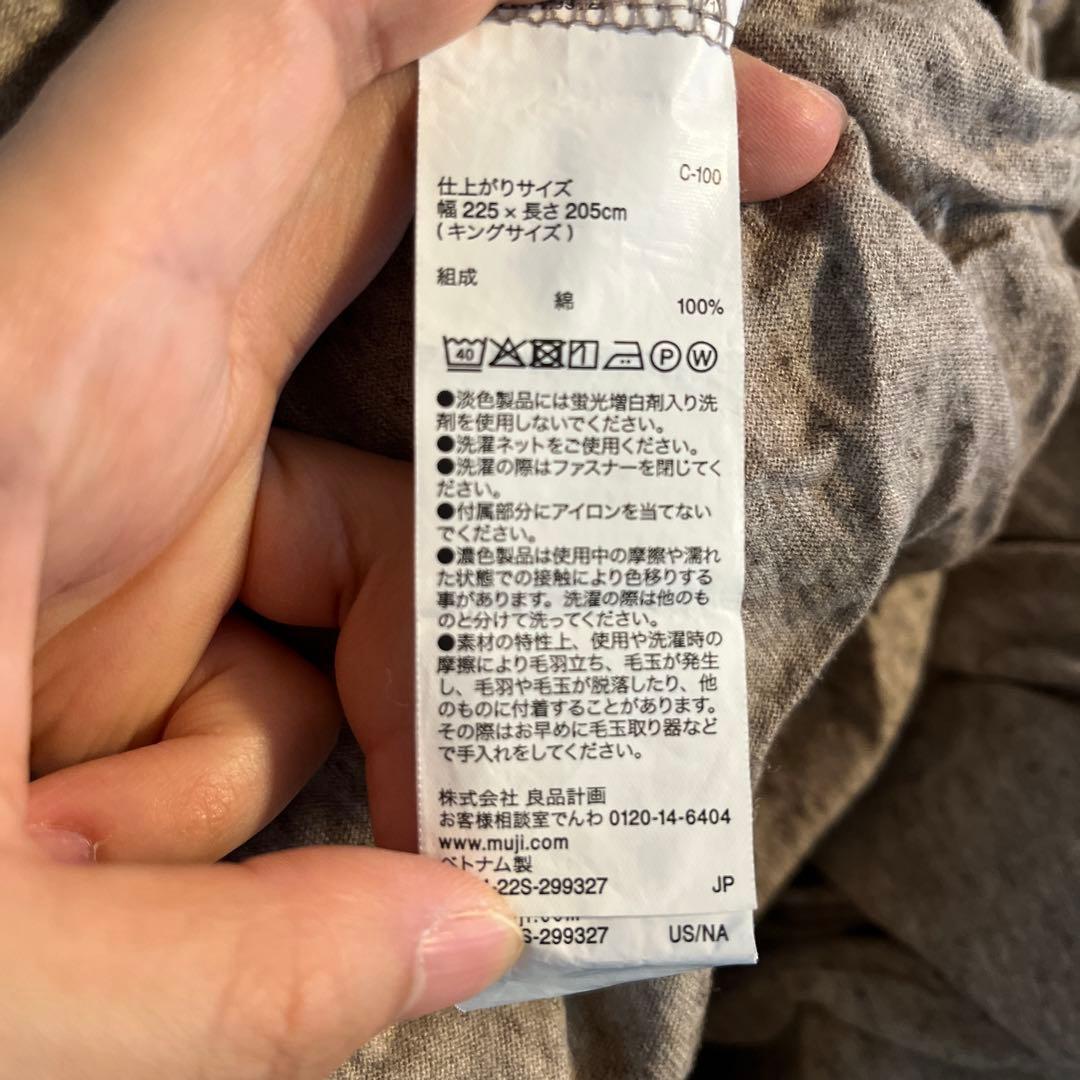 C-100
仕上がりサイズ
幅 225 × 長さ 205cm
(キングサイズ)
組成
綿 100%
40 P W
●淡色製品には蛍光増白剤入り洗
剤を使用しないでください。
●洗濯ネットをご使用ください。
●洗濯の際はファスナーを閉じてく
ださい。
●付属部分にアイロンを当てない
でください。
●濃色製品は使用中の摩擦や濡れ
た状態での接触により色移りする
事があります。洗濯の際は他のも
のと分けて洗ってください。
●素材の特性上、使用や洗濯時の
摩擦により毛羽立ち、毛玉が発生
し、毛羽や毛玉が脱落したり、他
のものに付着することがあります。
その際はお早めに毛玉取り器など
で手入れをしてください。
株式会社 良品計画
お客様相談室でんわ 0120-14-6404
www.muji.com
ベトナム製
-22S-299327 JP
S-299327 US/NA